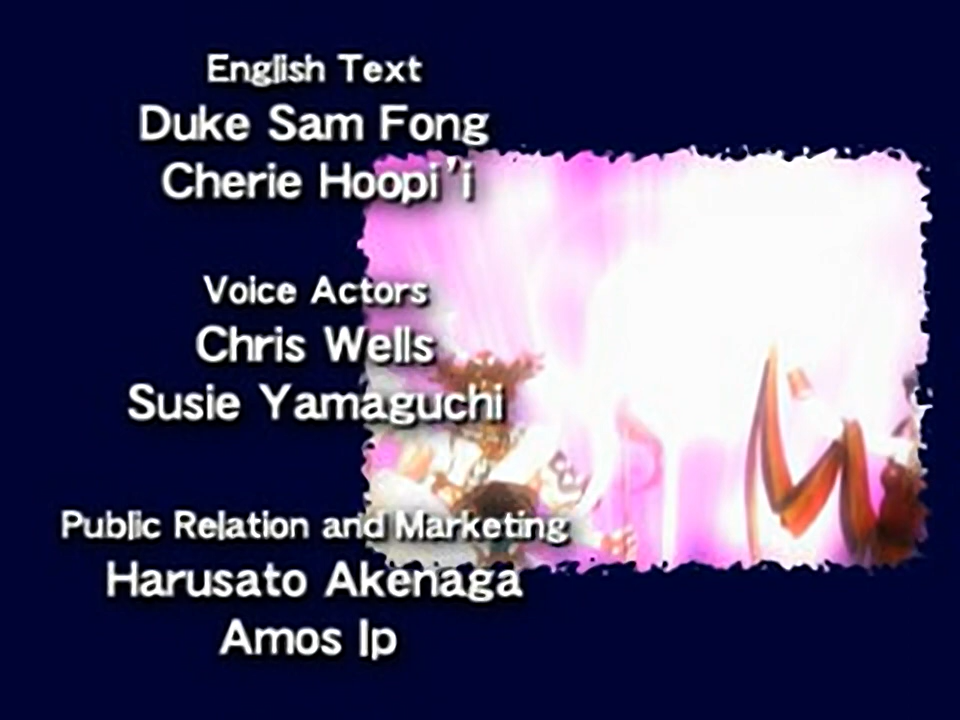 English Text
Duke Sam Fong
Cherie Hoopi'i
Voice Actors
Chris Wells
Susie Yamaguchi
Public Relation and Marketing
Harusato Akenaga
Amos Ip